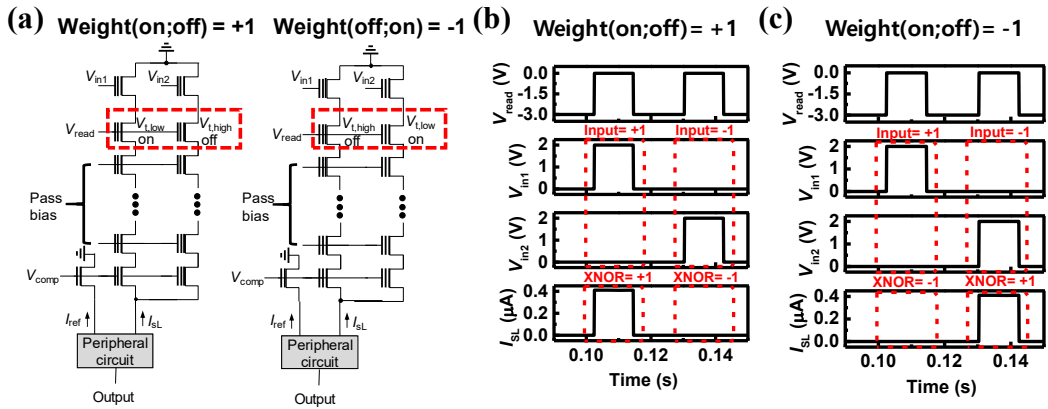 (a)
Weight(on;off) = +1
Vin1
Vin2
Vread
Vt,low
on
Vt,high
off
Pass
bias
Vcomp
Iref
IsL
Peripheral
circuit
Output
Weight(off;on) = -1
Vin1
Vin2
Vread
Vt,high
off
Vt,low
on
Vcomp
Iref
IsL
Peripheral
circuit
Output
(b)
Weight(on;off) = +1
Vread (V)
0.0
-1.5
-3.0
Input= +1 Input= -1
Vin1 (V)
2
1
0
Vin2 (V)
2
1
0
XNOR= +1 XNOR= -1
ISL (μA)
0.4
0.2
0.0
0.10 0.12 0.14
Time (s)
(c)
Weight(on;off) = -1
Vread (V)
0.0
-1.5
-3.0
Input= +1 Input= -1
Vin1 (V)
2
1
0
Vin2 (V)
2
1
0
XNOR= -1 XNOR= +1
ISL (μA)
0.4
0.2
0.0
0.10 0.12 0.14
Time (s)